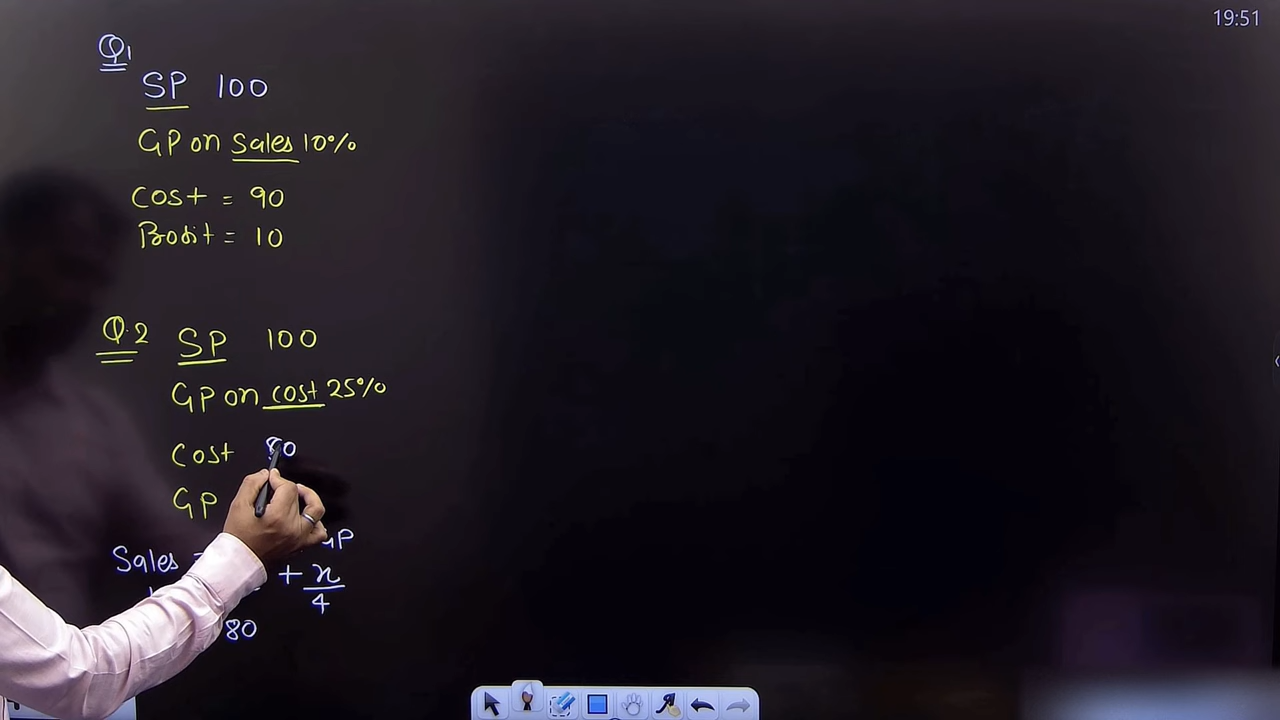 19:51
Q1
SP 100
GP on Sales 10%
Cost = 90
Profit = 10
Q.2 SP 100
GP on cost 25%
Cost 80
GP
Sales = GP
+ x/4
80